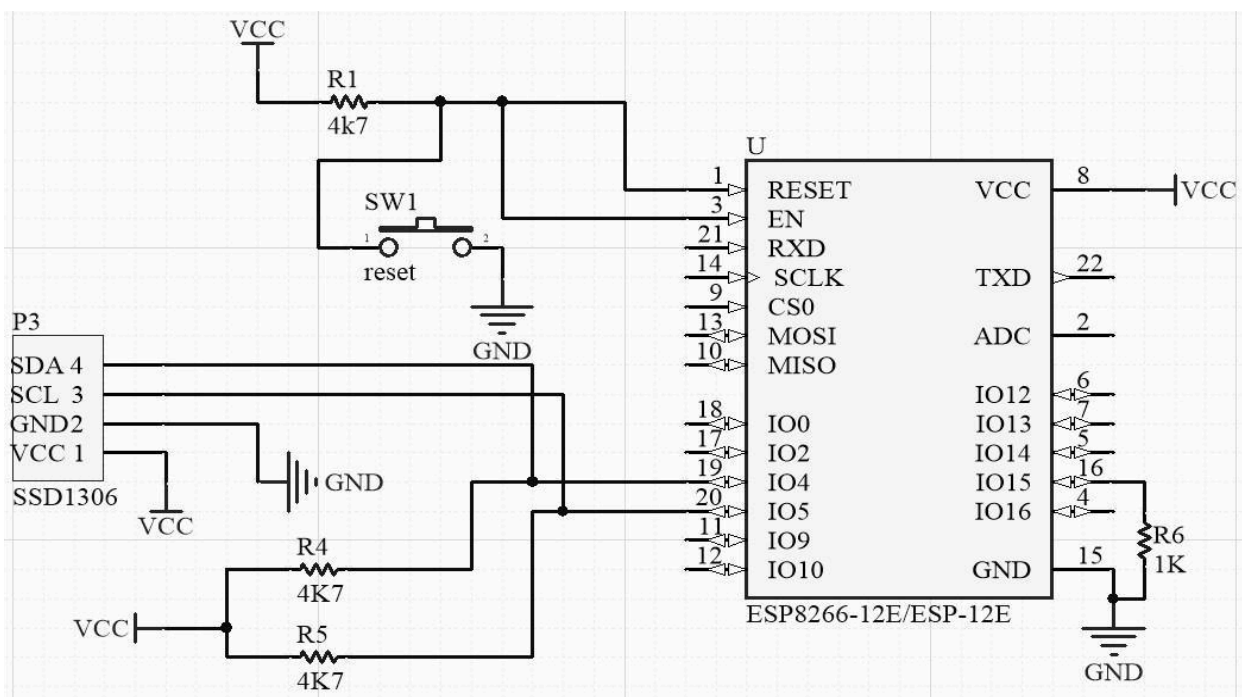 VCC
R1
4k7
SW1
1
2
reset
GND
P3
SDA 4
SCL 3
GND 2
VCC 1
SSD1306
VCC
GND
R4
4K7
VCC
R5
4K7
U
1 RESET
3 EN
21 RXD
14 SCLK
9 CS0
13 MOSI
10 MISO
18 IO0
17 IO2
19 IO4
20 IO5
11 IO9
12 IO10
VCC 8 VCC
TXD 22
ADC 2
IO12 6
IO13 7
IO14 5
IO15 16
IO16 4
GND 15
R6
1K
ESP8266-12E/ESP-12E
GND